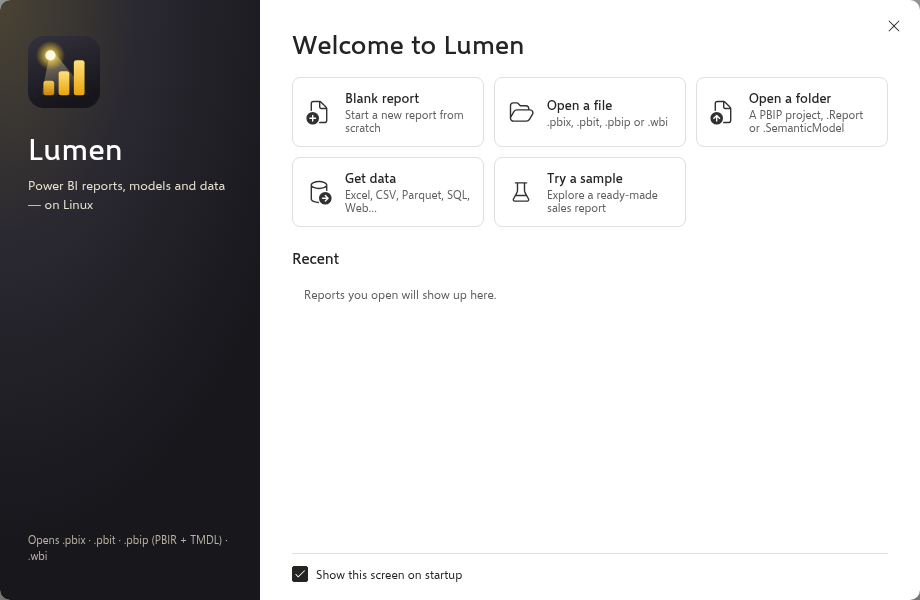 Lumen
Power BI reports, models and data
— on Linux
Opens .pbix · .pbit · .pbip (PBIR + TMDL) ·
.wbi
Welcome to Lumen
Blank report
Start a new report from
scratch
Open a file
.pbix, .pbit, .pbip or .wbi
Open a folder
A PBIP project, .Report
or .SemanticModel
Get data
Excel, CSV, Parquet, SQL,
Web...
Try a sample
Explore a ready-made
sales report
Recent
Reports you open will show up here.
Show this screen on startup